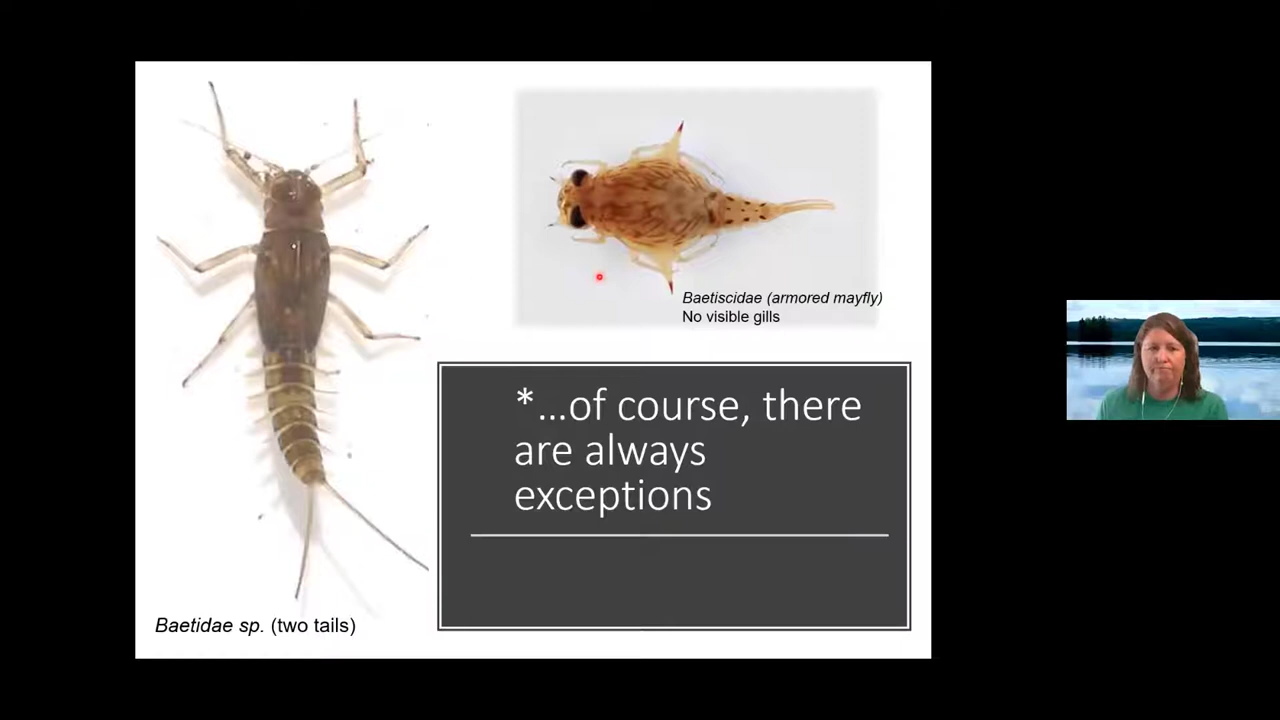 Baetiscidae (armored mayfly)
No visible gills
*...of course, there
are always
exceptions
Baetidae sp. (two tails)